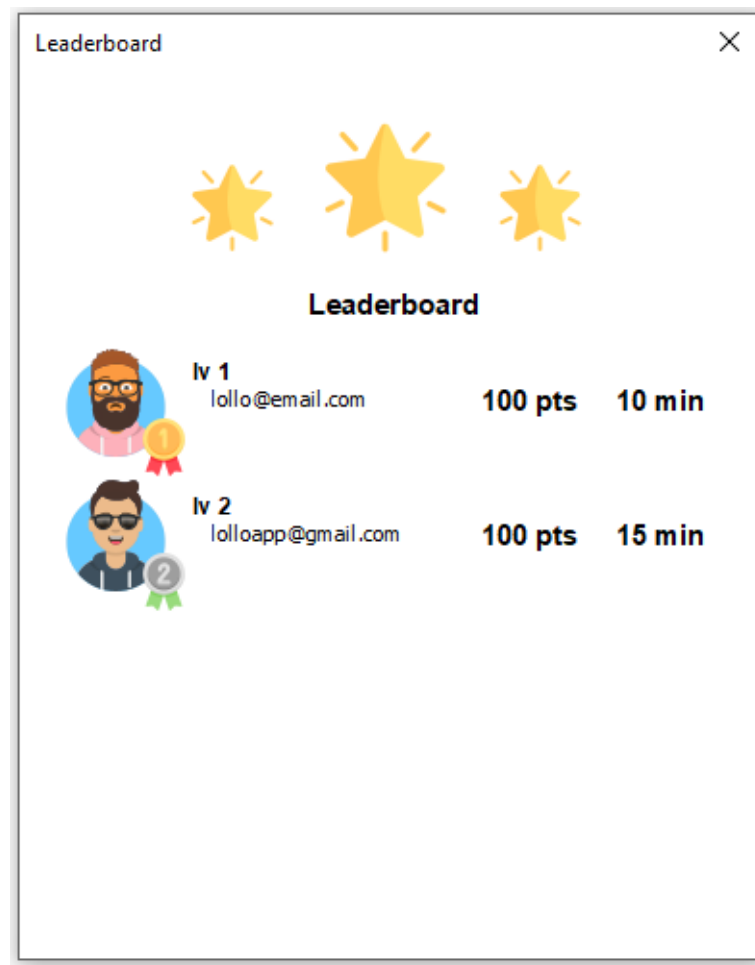 Leaderboard
Leaderboard
lv 1
lollo@email.com
100 pts
10 min
1
lv 2
lolloapp@gmail.com
100 pts
15 min
2